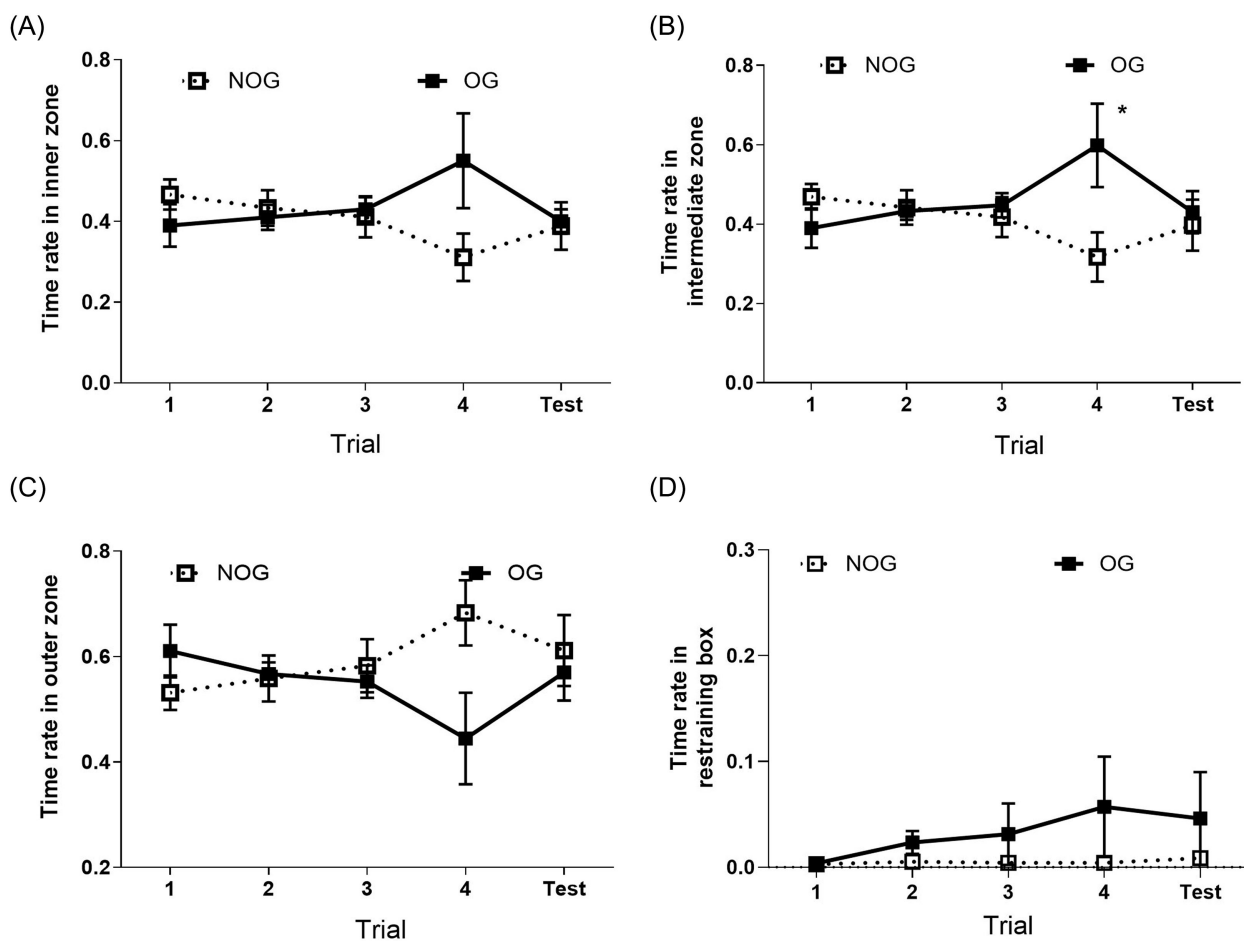 (A)
0.8
0.6
0.4
0.2
0.0
Time rate in inner zone
NOG
OG
1 2 3 4 Test
Trial
(B)
0.8
0.6
0.4
0.2
0.0
Time rate in
intermediate zone
NOG
OG
*
1 2 3 4 Test
Trial
(C)
0.8
0.6
0.4
0.2
Time rate in outer zone
NOG
OG
1 2 3 4 Test
Trial
(D)
0.3
0.2
0.1
0.0
Time rate in
restraining box
NOG
OG
1 2 3 4 Test
Trial